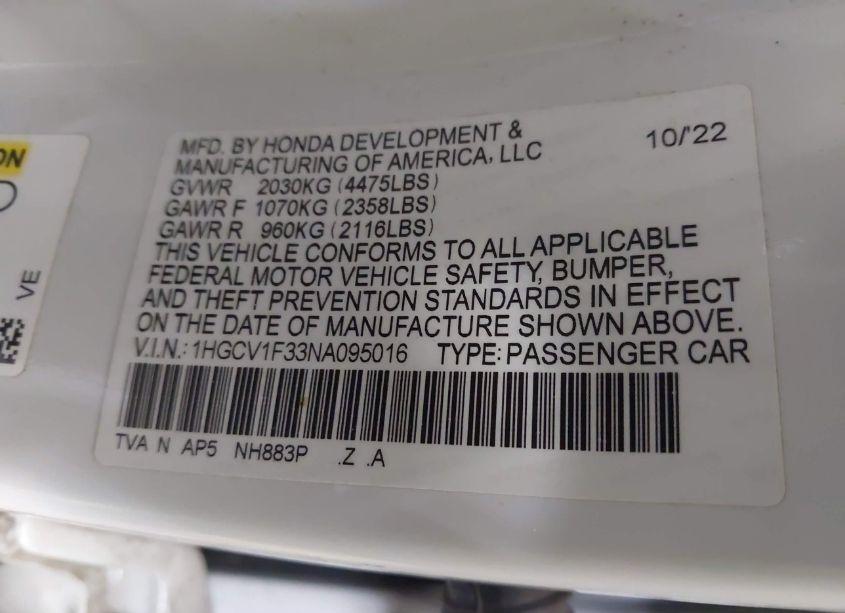 ON
VE
MFD. BY HONDA DEVELOPMENT &
MANUFACTURING OF AMERICA, LLC
10/'22
GVWR 2030KG (4475LBS)
GAWR F 1070KG (2358LBS)
GAWR R 960KG (2116LBS)
THIS VEHICLE CONFORMS TO ALL APPLICABLE
FEDERAL MOTOR VEHICLE SAFETY, BUMPER,
AND THEFT PREVENTION STANDARDS IN EFFECT
ON THE DATE OF MANUFACTURE SHOWN ABOVE.
V.I.N.: 1HGCV1F33NA095016 TYPE: PASSENGER CAR
TVA N AP5 NH883P .Z .A